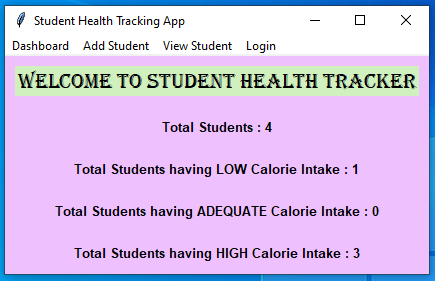 Student Health Tracking App
Dashboard Add Student View Student Login
WELCOME TO STUDENT HEALTH TRACKER
Total Students : 4
Total Students having LOW Calorie Intake : 1
Total Students having ADEQUATE Calorie Intake : 0
Total Students having HIGH Calorie Intake : 3